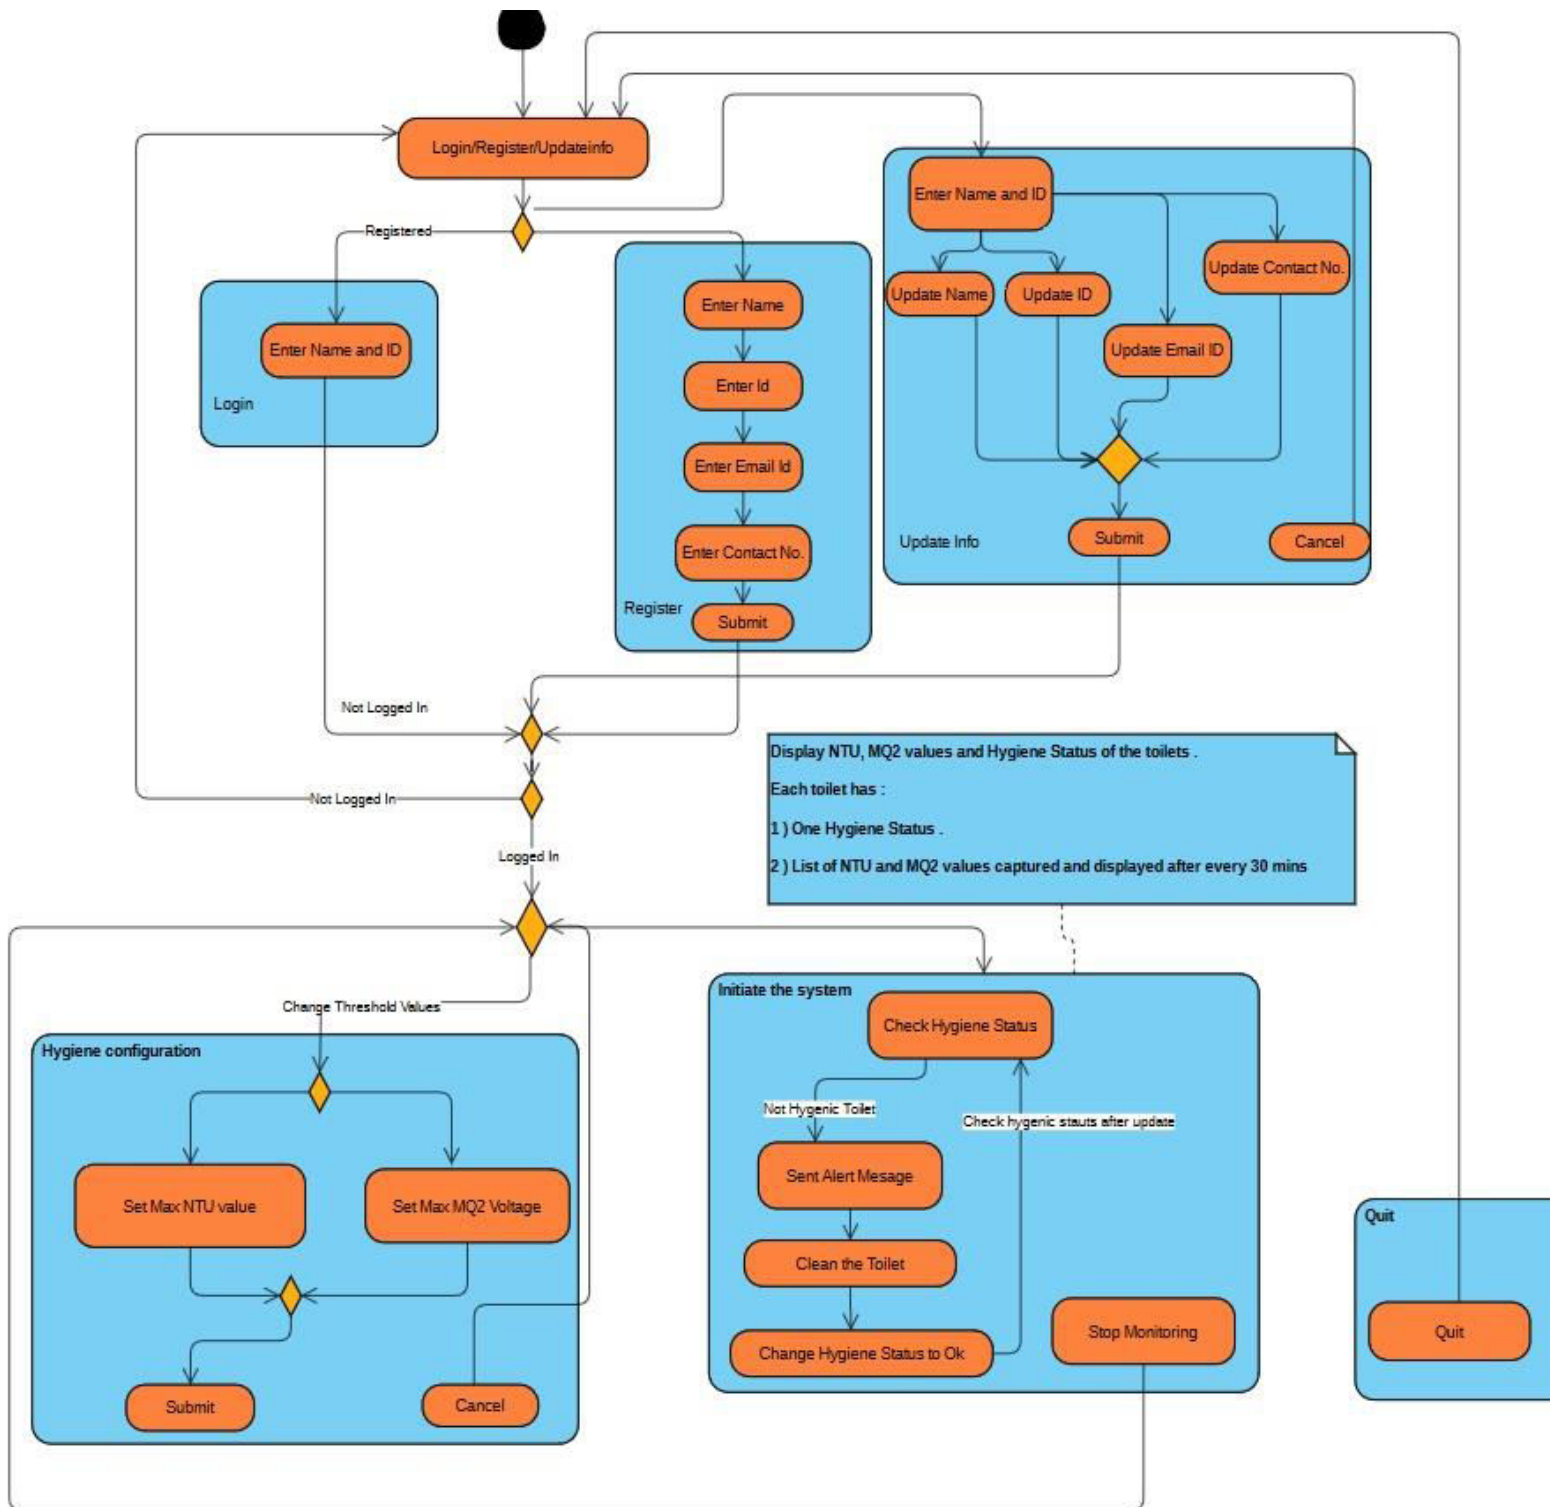 Login/Register/Updateinfo
Registered
Enter Name and ID
Login
Enter Name
Enter Id
Enter Email Id
Enter Contact No.
Register
Submit
Enter Name and ID
Update Name
Update ID
Update Contact No.
Update Email ID
Update Info
Submit
Cancel
Not Logged In
Not Logged In
Logged In
Display NTU, MQ2 values and Hygiene Status of the toilets .
Each toilet has :
1 ) One Hygiene Status .
2 ) List of NTU and MQ2 values captured and displayed after every 30 mins
Change Threshold Values
Hygiene configuration
Set Max NTU value
Set Max MQ2 Voltage
Submit
Cancel
Initiate the system
Check Hygiene Status
Not Hygenic Toilet
Check hygenic stauts after update
Sent Alert Mesage
Clean the Toilet
Change Hygiene Status to Ok
Stop Monitoring
Quit
Quit